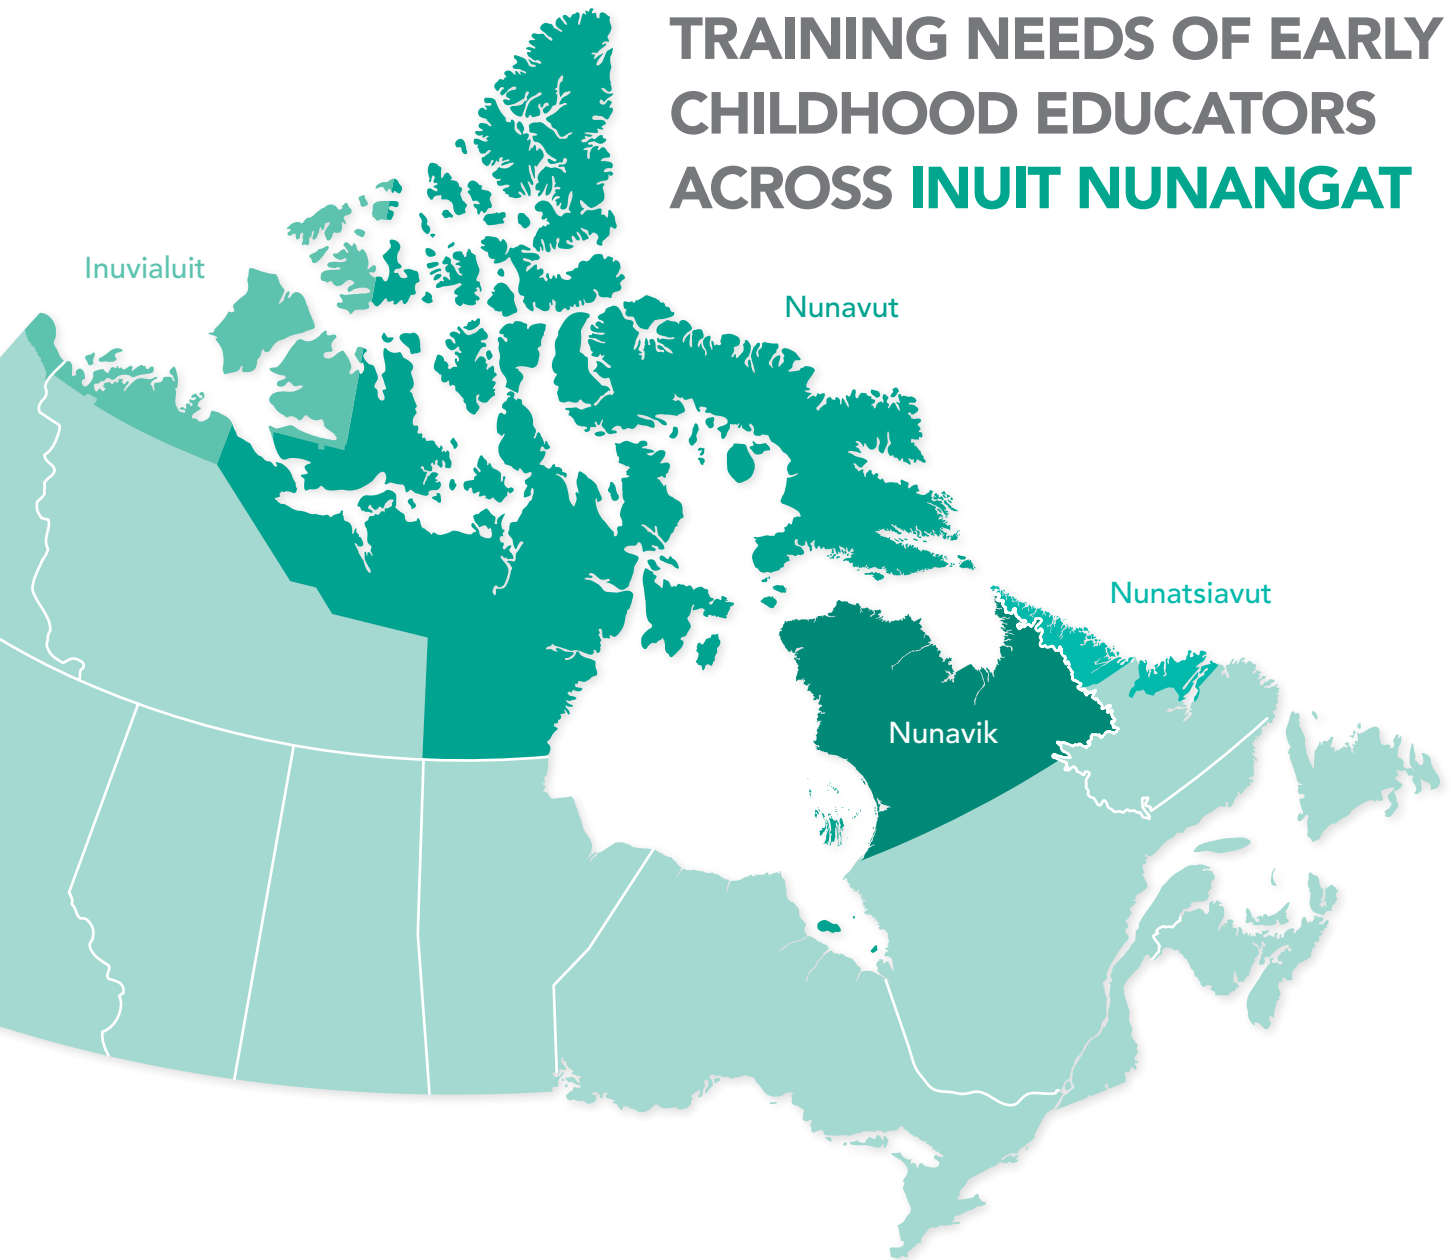 TRAINING NEEDS OF EARLY
CHILDHOOD EDUCATORS
ACROSS INUIT NUNANGAT
Inuvialuit
Nunavut
Nunatsiavut
Nunavik